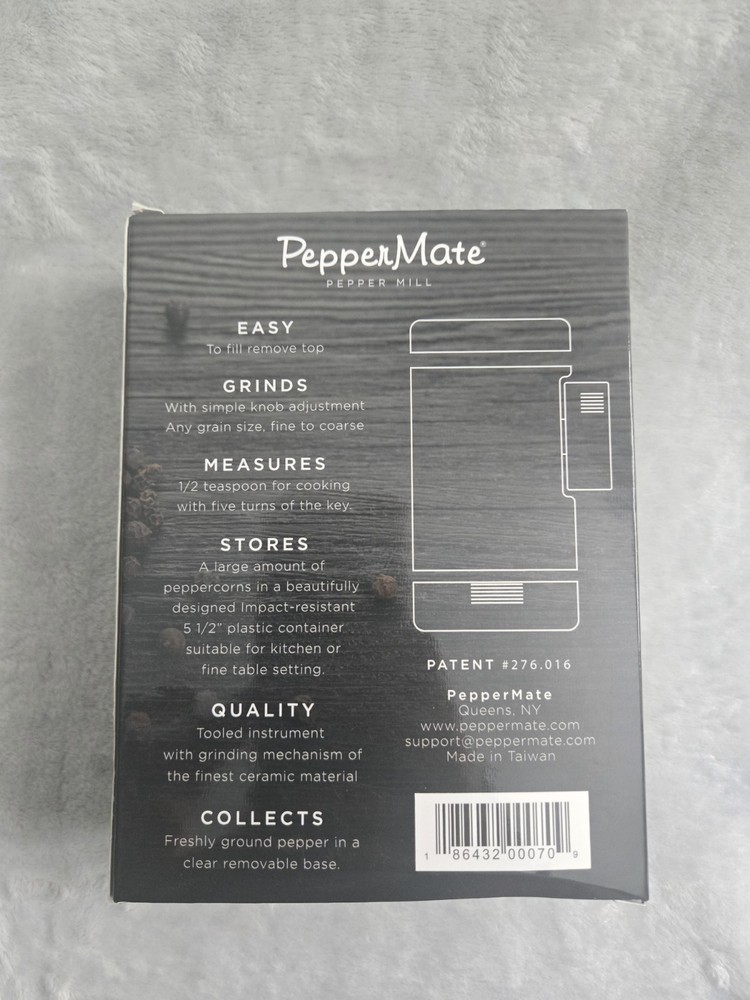 PepperMate®
PEPPER MILL
EASY
To fill remove top
GRINDS
With simple knob adjustment
Any grain size, fine to coarse
MEASURES
1/2 teaspoon for cooking
with five turns of the key.
STORES
A large amount of
peppercorns in a beautifully
designed Impact-resistant
5 1/2" plastic container
suitable for kitchen or
fine table setting.
QUALITY
Tooled instrument
with grinding mechanism of
the finest ceramic material
COLLECTS
Freshly ground pepper in a
clear removable base.
PATENT #276.016
PepperMate
Queens, NY
www.peppermate.com
support@peppermate.com
Made in Taiwan
1 86432 00070 9